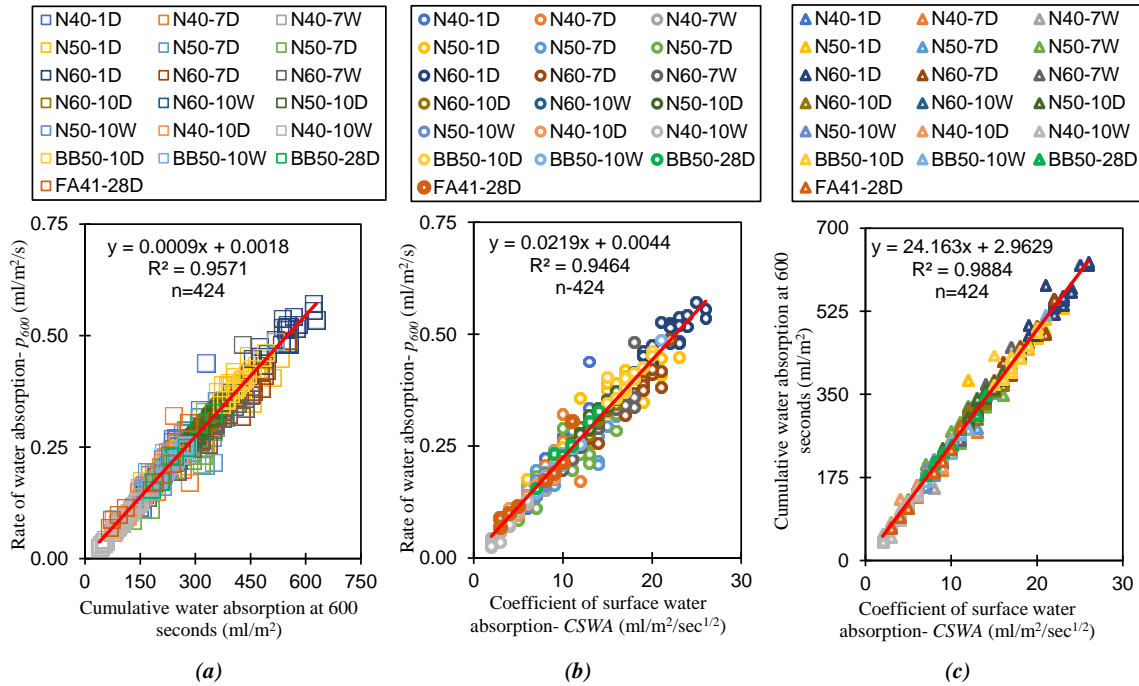 N40-1D N40-7D N40-7W
N50-1D N50-7D N50-7D
N60-1D N60-7D N60-7W
N60-10D N60-10W N50-10D
N50-10W N40-10D N40-10W
BB50-10D BB50-10W BB50-28D
FA41-28D
0.75
0.50
0.25
0.00
Rate of water absorption- p600 (ml/m²/s)
y = 0.0009x + 0.0018
R² = 0.9571
n=424
0 150 300 450 600 750
Cumulative water absorption at 600
seconds (ml/m²)
(a)
N40-1D N40-7D N40-7W
N50-1D N50-7D N50-7D
N60-1D N60-7D N60-7W
N60-10D N60-10W N50-10D
N50-10W N40-10D N40-10W
BB50-10D BB50-10W BB50-28D
FA41-28D
0.75
0.50
0.25
0.00
Rate of water absorption- p600 (ml/m²/s)
y = 0.0219x + 0.0044
R² = 0.9464
n-424
0 10 20 30
Coefficient of surface water
absorption- CSWA (ml/m²/sec1/2)
(b)
N40-1D N40-7D N40-7W
N50-1D N50-7D N50-7W
N60-1D N60-7D N60-7W
N60-10D N60-10W N50-10D
N50-10W N40-10D N40-10W
BB50-10D BB50-10W BB50-28D
FA41-28D
700
525
350
175
0
Cumulative water absorption at 600
seconds (ml/m²)
y = 24.163x + 2.9629
R² = 0.9884
n=424
0 10 20 30
Coefficient of surface water
absorption- CSWA (ml/m²/sec1/2)
(c)